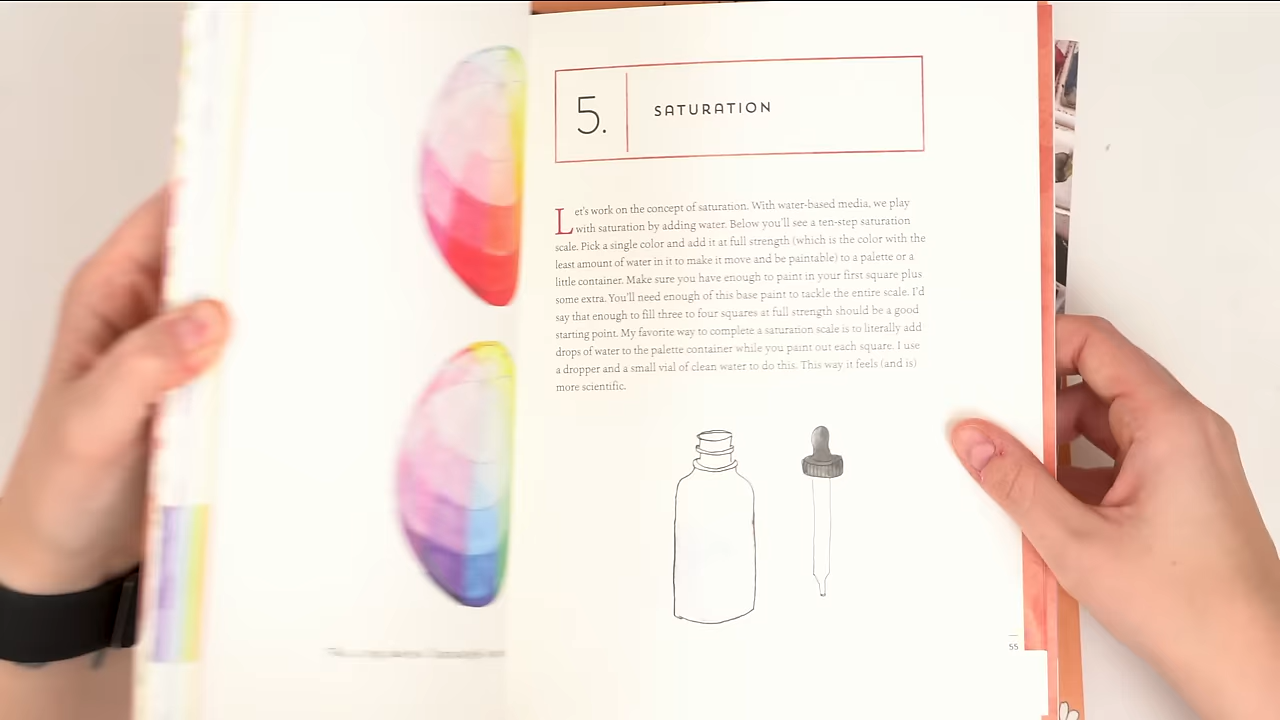 5.
SATURATION
Let's work on the concept of saturation. With water-based media, we play
with saturation by adding water. Below you'll see a ten-step saturation
scale. Pick a single color and add it at full strength (which is the color with the
least amount of water in it to make it move and be paintable) to a palette or a
little container. Make sure you have enough to paint in your first square plus
some extra. You'll need enough of this base paint to tackle the entire scale. I'd
say that enough to fill three to four squares at full strength should be a good
starting point. My favorite way to complete a saturation scale is to literally add
drops of water to the palette container while you paint out each square. I use
a dropper and a small vial of clean water to do this. This way it feels (and is)
more scientific.
55